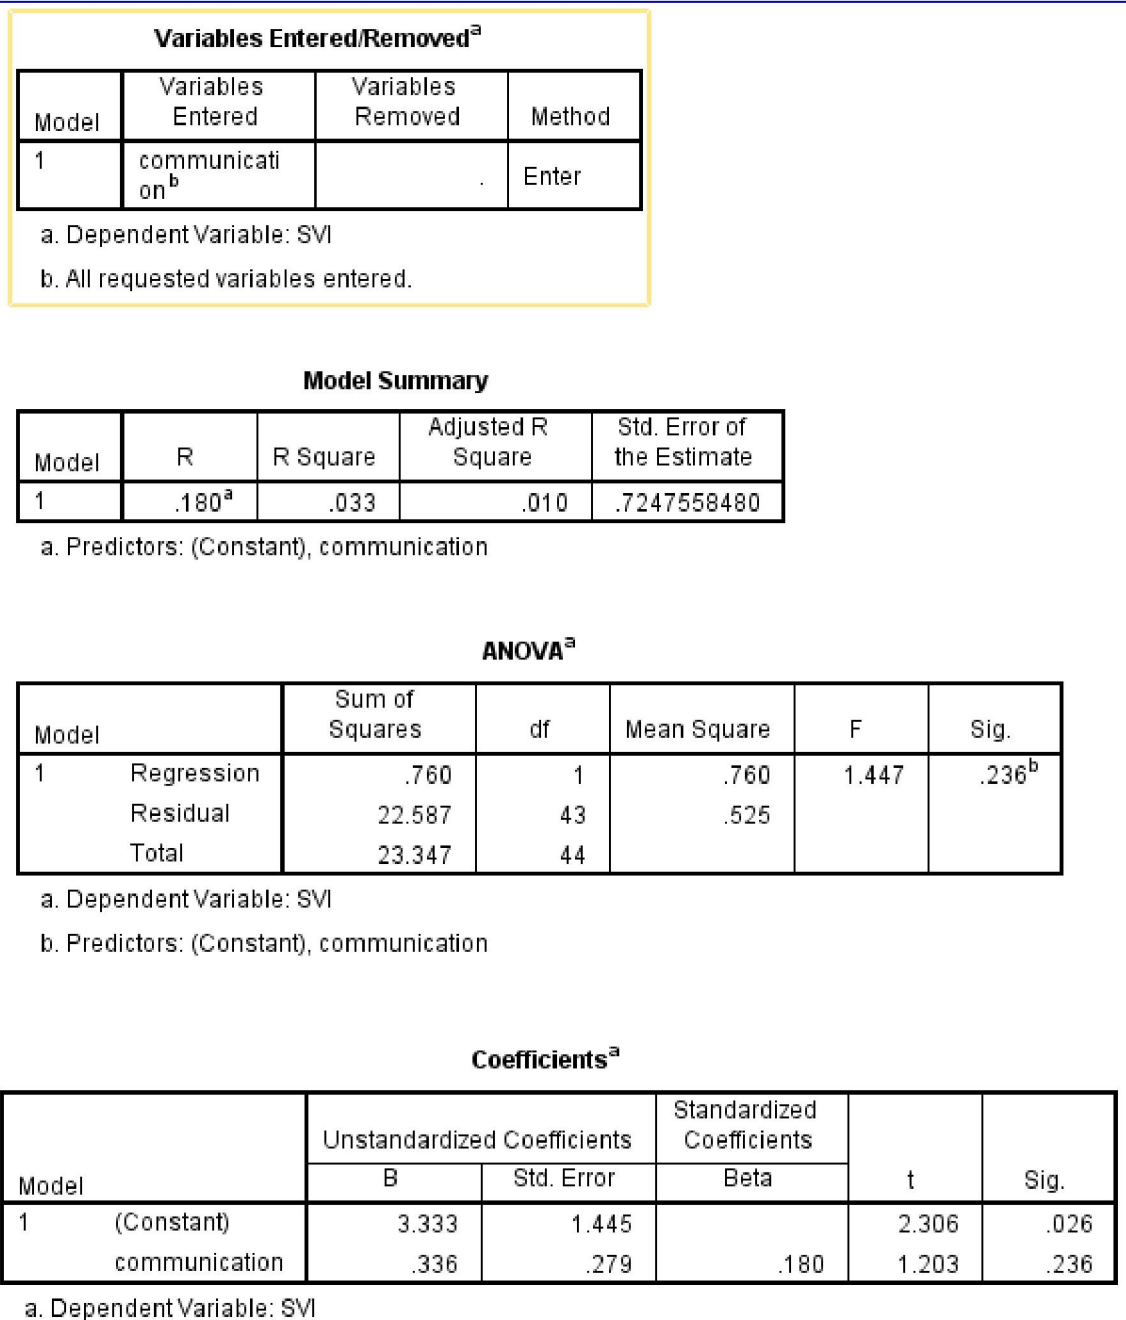 Variables Entered/Removedᵃ
Model Variables Entered Variables Removed Method
1 communicati onᵇ . Enter
a. Dependent Variable: SVI
b. All requested variables entered.
Model Summary
Model R R Square Adjusted R Square Std. Error of the Estimate
1 .180ᵃ .033 .010 .7247558480
a. Predictors: (Constant), communication
ANOVAᵃ
Model Sum of Squares df Mean Square F Sig.
1 Regression .760 1 .760 1.447 .236ᵇ
Residual 22.587 43 .525
Total 23.347 44
a. Dependent Variable: SVI
b. Predictors: (Constant), communication
Coefficientsᵃ
Model Unstandardized Coefficients Standardized Coefficients t Sig.
B Std. Error Beta
1 (Constant) 3.333 1.445 2.306 .026
communication .336 .279 .180 1.203 .236
a. Dependent Variable: SVI